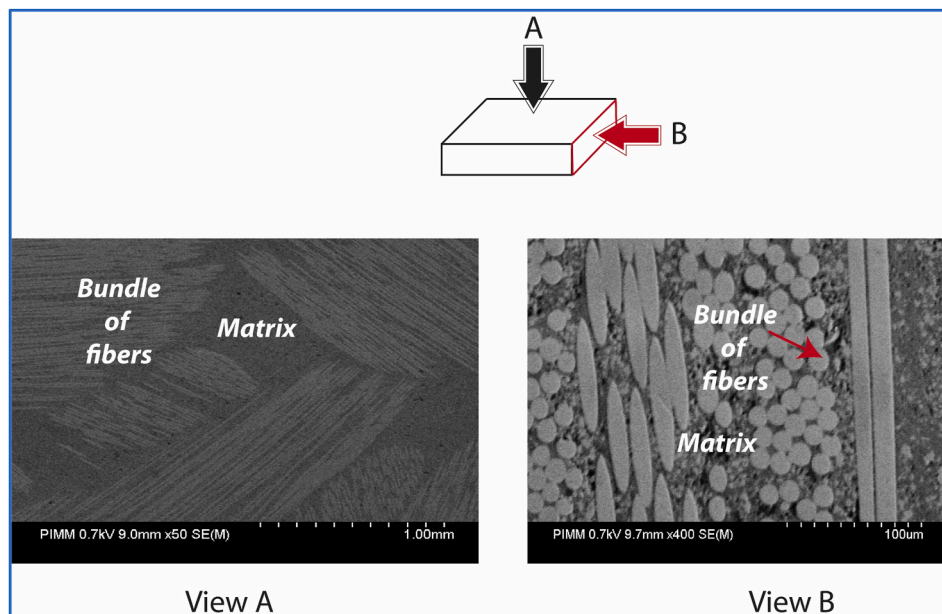 A
B
Bundle
of
fibers
Matrix
PIMM 0.7kV 9.0mm x50 SE(M)
1.00mm
View A
Bundle
of
fibers
Matrix
PIMM 0.7kV 9.7mm x400 SE(M)
100um
View B